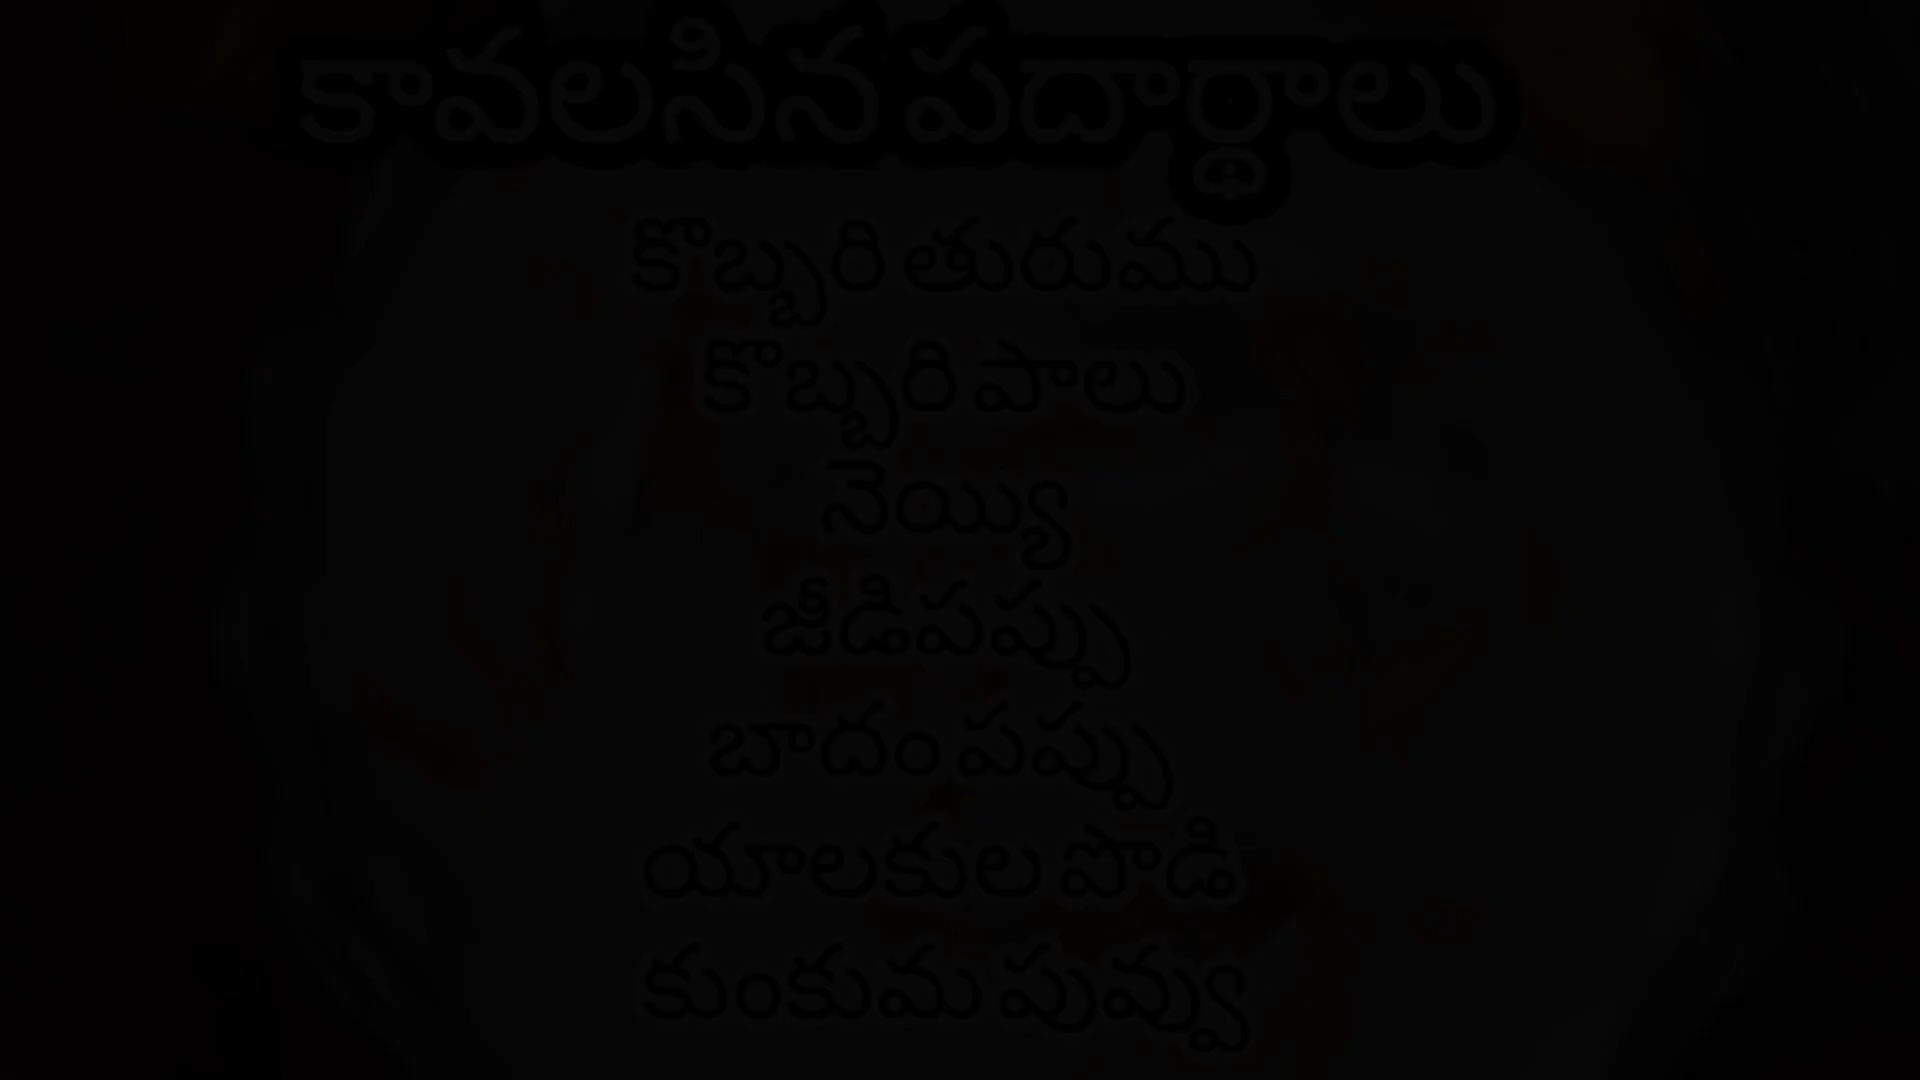 కావలసిన పదార్థాలు
కొబ్బరి తురుము
కొబ్బరి పాలు
నెయ్యి
జీడిపప్పు
బాదం పప్పు
యాలకుల పొడి
కుంకుమ పువ్వు